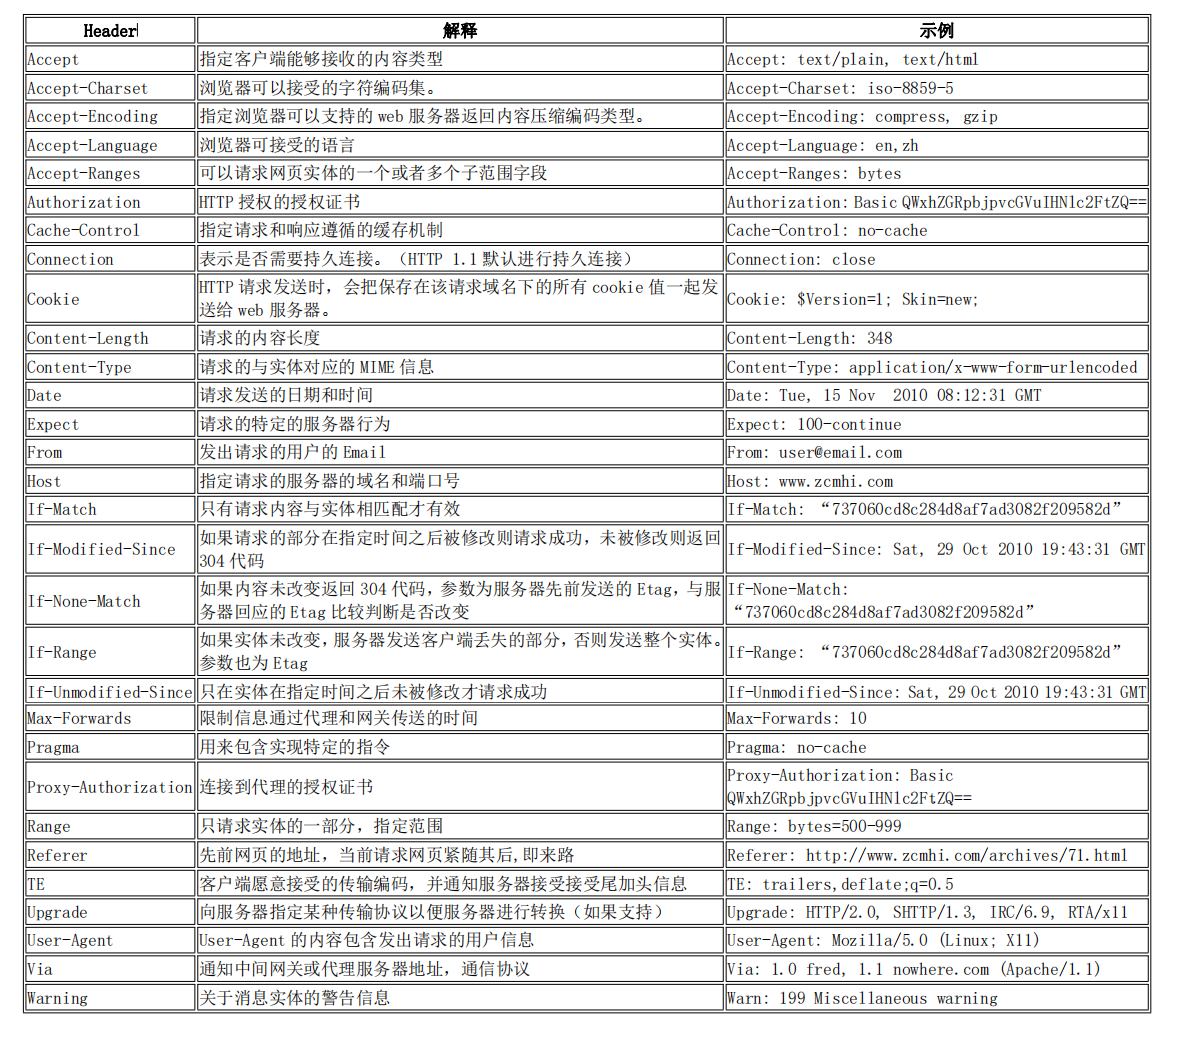 Header 解释 示例
Accept 指定客户端能够接收的内容类型 Accept: text/plain, text/html
Accept-Charset 浏览器可以接受的字符编码集。 Accept-Charset: iso-8859-5
Accept-Encoding 指定浏览器可以支持的 web 服务器返回内容压缩编码类型。 Accept-Encoding: compress, gzip
Accept-Language 浏览器可接受的语言 Accept-Language: en,zh
Accept-Ranges 可以请求网页实体的一个或者多个子范围字段 Accept-Ranges: bytes
Authorization HTTP 授权的授权证书 Authorization: Basic QWxhZGRpbjpvcGVuIHNlc2FtZQ==
Cache-Control 指定请求和响应遵循的缓存机制 Cache-Control: no-cache
Connection 表示是否需要持久连接。（HTTP 1.1 默认进行持久连接） Connection: close
Cookie HTTP 请求发送时，会把保存在该请求域名下的所有 cookie 值一起发
送给 web 服务器。 Cookie: $Version=1; Skin=new;
Content-Length 请求的内容长度 Content-Length: 348
Content-Type 请求的与实体对应的 MIME 信息 Content-Type: application/x-www-form-urlencoded
Date 请求发送的日期和时间 Date: Tue, 15 Nov  2010 08:12:31 GMT
Expect 请求的特定的服务器行为 Expect: 100-continue
From 发出请求的用户的 Email From: user@email.com
Host 指定请求的服务器的域名和端口号 Host: www.zcmhi.com
If-Match 只有请求内容与实体相匹配才有效 If-Match: “737060cd8c284d8af7ad3082f209582d”
If-Modified-Since 如果请求的部分在指定时间之后被修改则请求成功，未被修改则返回
304 代码 If-Modified-Since: Sat, 29 Oct 2010 19:43:31 GMT
If-None-Match 如果内容未改变返回 304 代码，参数为服务器先前发送的 Etag，与服
务器回应的 Etag 比较判断是否改变 If-None-Match:
“737060cd8c284d8af7ad3082f209582d”
If-Range 如果实体未改变，服务器发送客户端丢失的部分，否则发送整个实体。
参数也为 Etag If-Range: “737060cd8c284d8af7ad3082f209582d”
If-Unmodified-Since 只在实体在指定时间之后未被修改才请求成功 If-Unmodified-Since: Sat, 29 Oct 2010 19:43:31 GMT
Max-Forwards 限制信息通过代理和网关传送的时间 Max-Forwards: 10
Pragma 用来包含实现特定的指令 Pragma: no-cache
Proxy-Authorization 连接到代理的授权证书 Proxy-Authorization: Basic
QWxhZGRpbjpvcGVuIHNlc2FtZQ==
Range 只请求实体的一部分，指定范围 Range: bytes=500-999
Referer 先前网页的地址，当前请求网页紧随其后,即来路 Referer: http://www.zcmhi.com/archives/71.html
TE 客户端愿意接受的传输编码，并通知服务器接受接受尾加头信息 TE: trailers,deflate;q=0.5
Upgrade 向服务器指定某种传输协议以便服务器进行转换（如果支持） Upgrade: HTTP/2.0, SHTTP/1.3, IRC/6.9, RTA/x11
User-Agent User-Agent 的内容包含发出请求的用户信息 User-Agent: Mozilla/5.0 (Linux; X11)
Via 通知中间网关或代理服务器地址，通信协议 Via: 1.0 fred, 1.1 nowhere.com (Apache/1.1)
Warning 关于消息实体的警告信息 Warn: 199 Miscellaneous warning